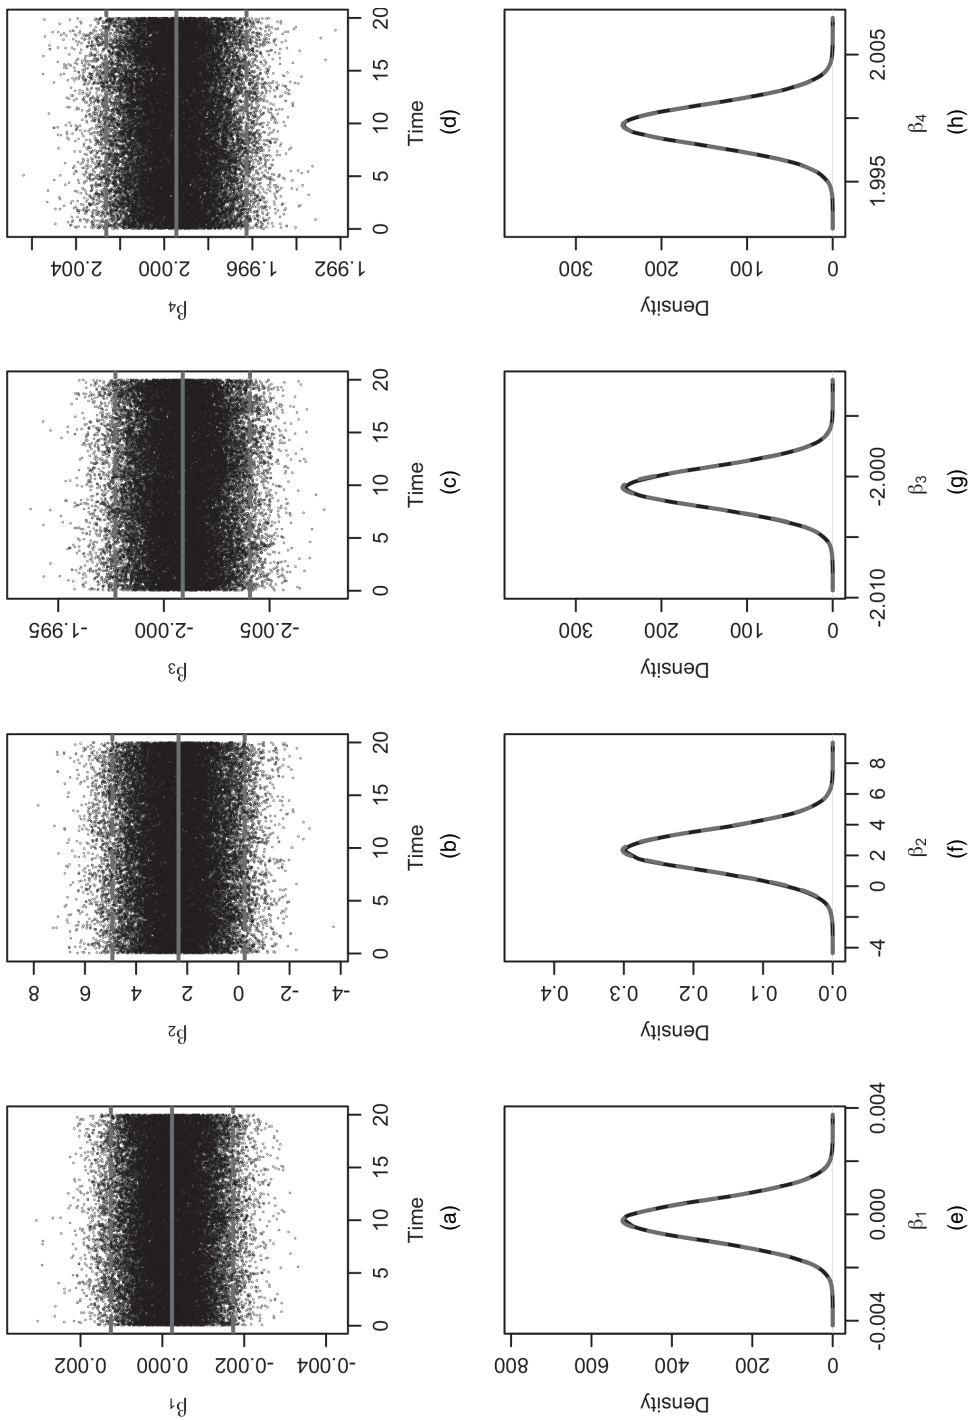 2.004
2.000
1.996
1.992
β4
0
5
10
15
20
Time
(d)
300
200
100
0
Density
1.995
2.005
β4
(h)
-1.995
-2.000
-2.005
β3
0
5
10
15
20
Time
(c)
300
200
100
0
Density
-2.010
-2.000
β3
(g)
8
6
4
2
0
-2
-4
β2
0
5
10
15
20
Time
(b)
0.4
0.3
0.2
0.1
0.0
Density
-4
0
2
4
6
8
β2
(f)
0.002
0.000
-0.002
-0.004
β1
0
5
10
15
20
Time
(a)
800
600
400
200
0
Density
-0.004
0.000
0.004
β1
(e)